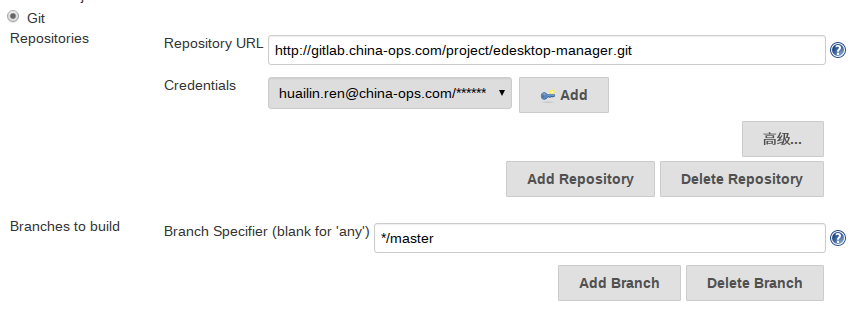 Git
Repositories
Repository URL
http://gitlab.china-ops.com/project/edesktop-manager.git
Credentials
huailin.ren@china-ops.com/******
Add
高级...
Add Repository
Delete Repository
Branches to build
Branch Specifier (blank for 'any')
*/master
Add Branch
Delete Branch